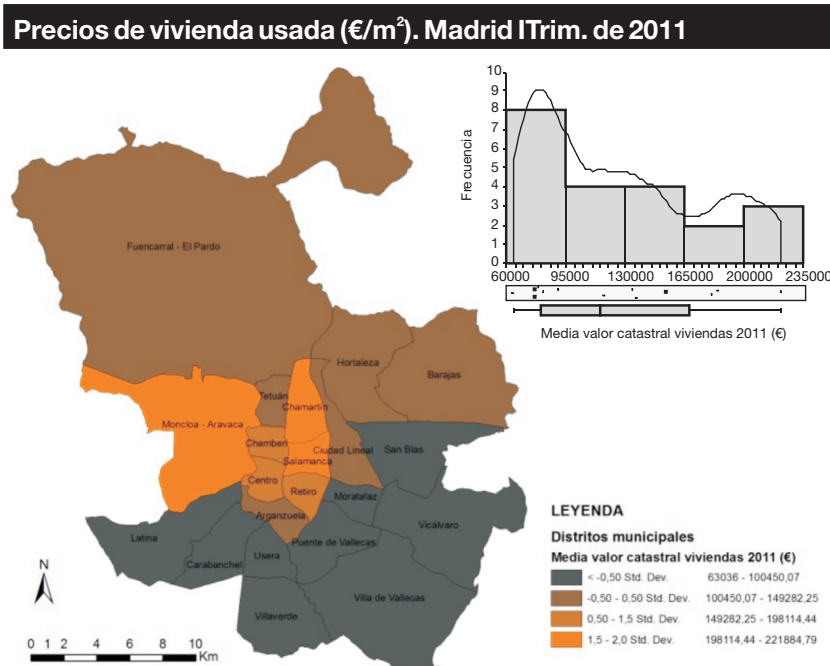 Precios de vivienda usada (€/m²). Madrid ITrim. de 2011
10
9
8
7
6
5
4
3
2
1
0
Frecuencia
60000 95000 130000 165000 200000 235000
Media valor catastral viviendas 2011 (€)
Fuencarral - El Pardo
Hortaleza
Barajas
Tetuán
Chamartín
Moncloa - Aravaca
Chamberí
Ciudad Lineal
San Blas
Salamanca
Centro
Retiro
Moratalaz
Arganzuela
Vicálvaro
Latina
Puente de Vallecas
Usera
Carabanchel
Villa de Vallecas
Villaverde
N
0 1 2 4 6 8 10
Km
LEYENDA
Distritos municipales
Media valor catastral viviendas 2011 (€)
< -0,50 Std. Dev. 63036 - 100450,07
-0,50 - 0,50 Std. Dev. 100450,07 - 149282,25
0,50 - 1,5 Std. Dev. 149282,25 - 198114,44
1,5 - 2,0 Std. Dev. 198114,44 - 221884,79